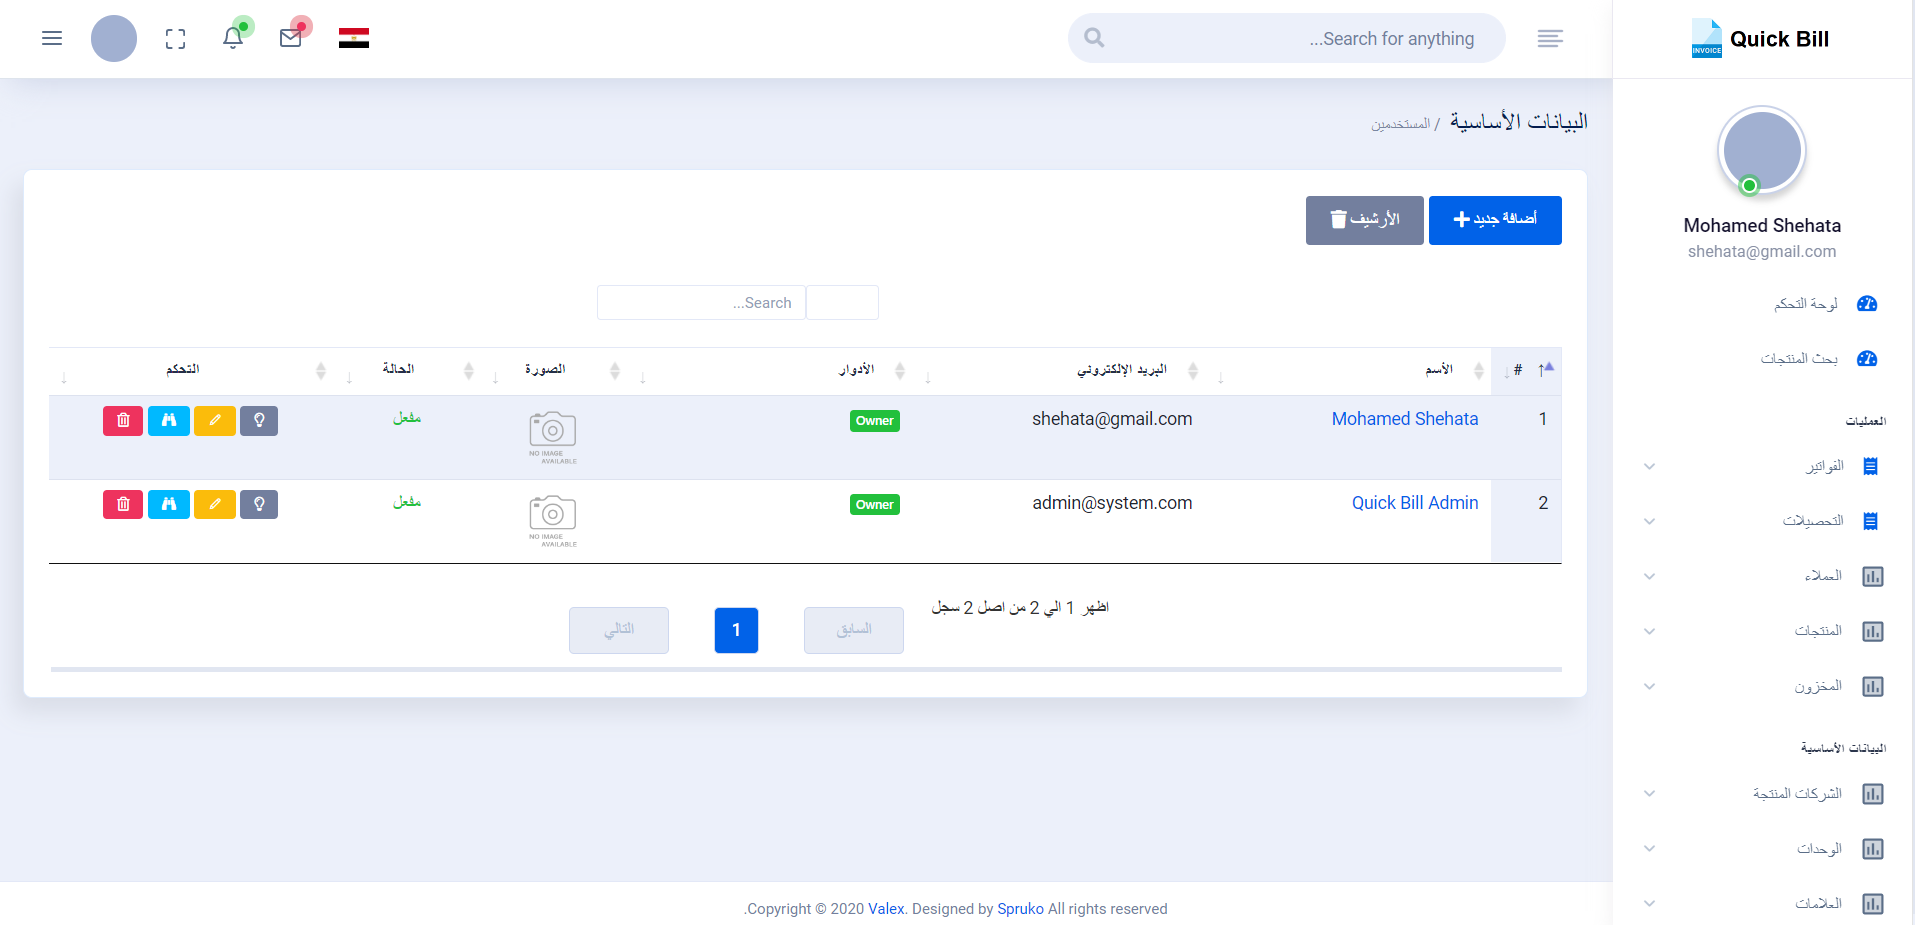 Quick Bill
INVOICE
Search for anything...
Mohamed Shehata
shehata@gmail.com
لوحة التحكم
بحث المنتجات
العمليات
الفواتير
التحصيلات
العملاء
المنتجات
المخزون
البيانات الأساسية
الشركات المنتجة
الوحدات
العلامات
البيانات الأساسية / المستخدمين
أضافة جديد
الأرشيف
Search...
# الأسم البريد الإلكتروني الأدوار الصورة الحالة التحكم
1 Mohamed Shehata shehata@gmail.com Owner NO IMAGE AVAILABLE مفعل
2 Quick Bill Admin admin@system.com Owner NO IMAGE AVAILABLE مفعل
اظهر 1 الي 2 من اصل 2 سجل
السابق 1 التالي
Copyright © 2020 Valex. Designed by Spruko All rights reserved.